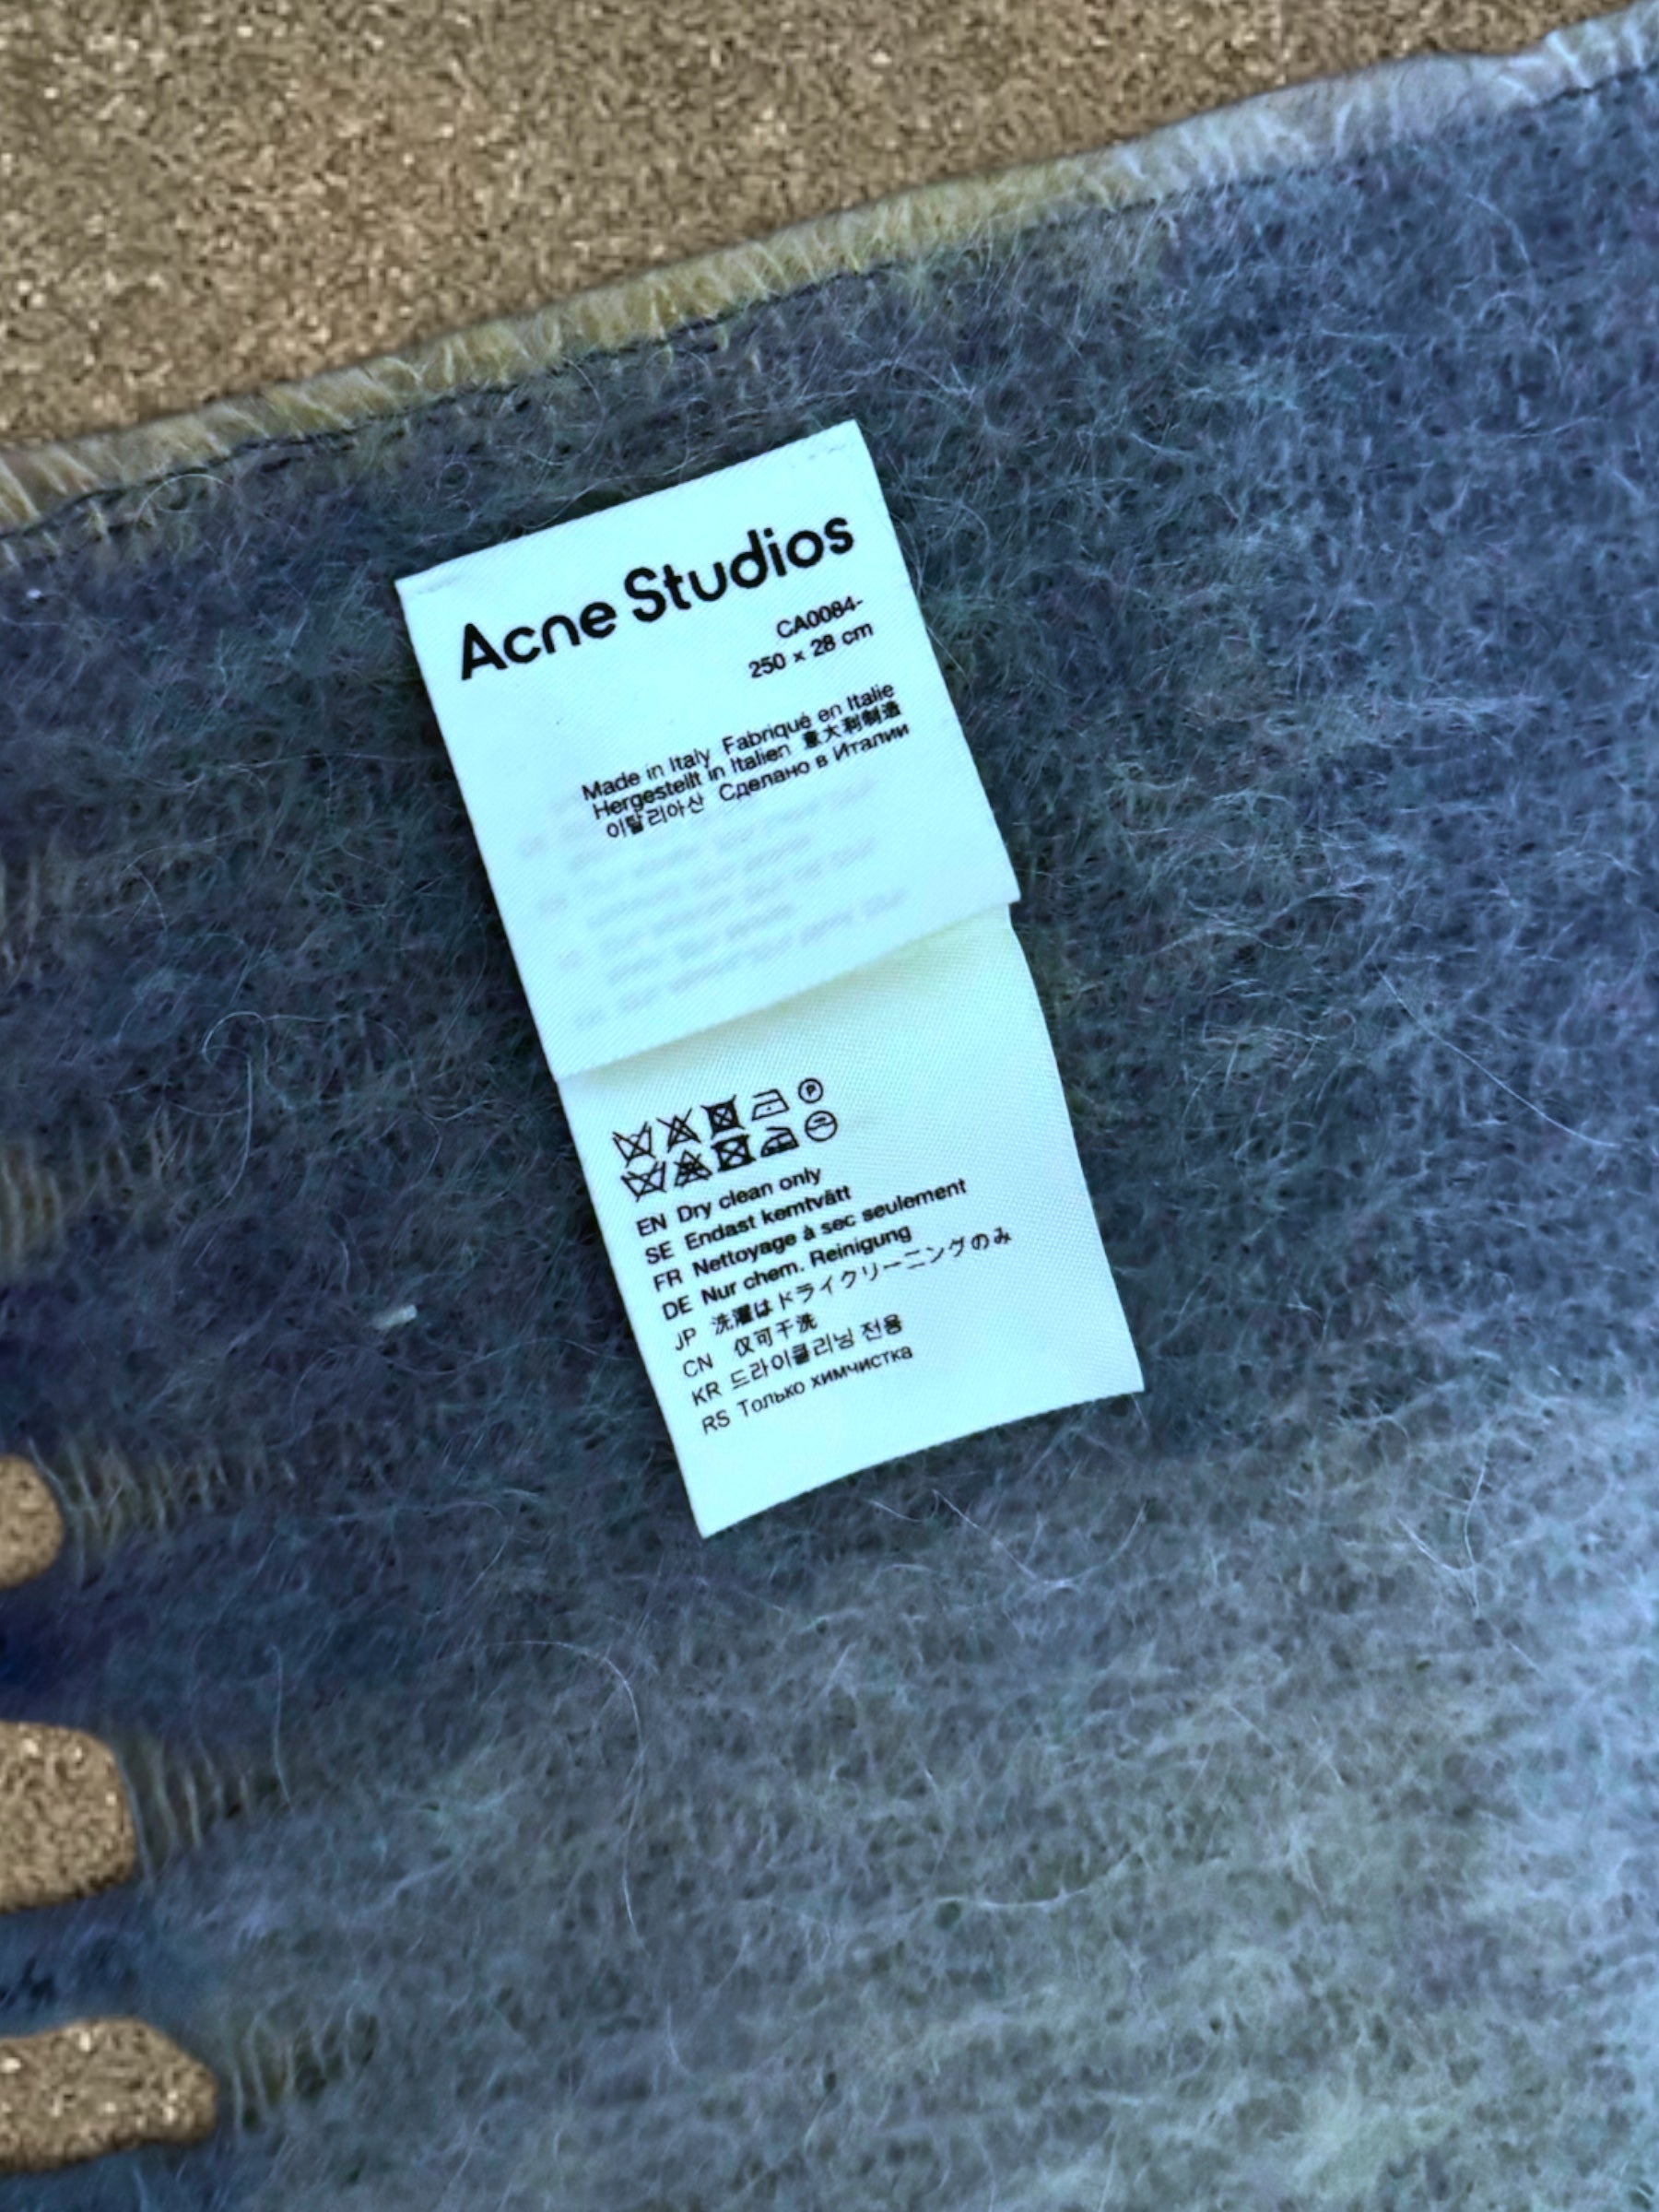 Acne Studios
CA0084-
250 x 28 cm
Made in Italy Fabriqué en Italie
Hergestellt in Italien 意大利制造
이탈리아산 Сделано в Италии
P
EN Dry clean only
SE Endast kemtvätt
FR Nettoyage à sec seulement
DE Nur chem. Reinigung
JP 洗濯はドライクリーニングのみ
CN 仅可干洗
KR 드라이클리닝 전용
RS Только химчистка